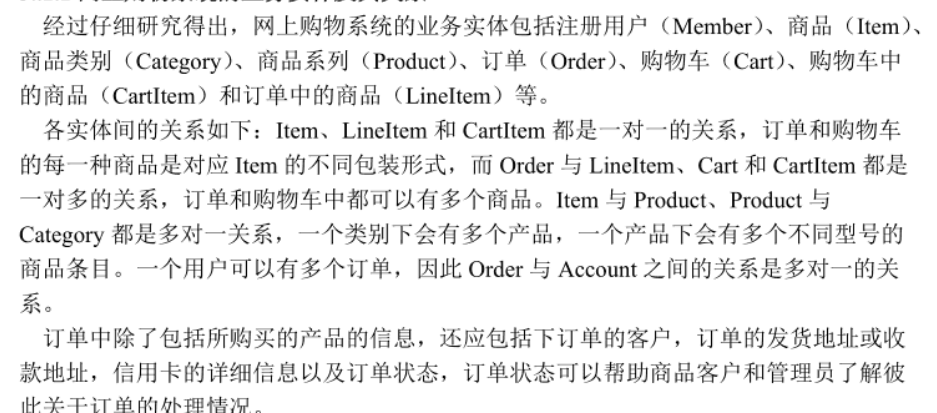 经过仔细研究得出，网上购物系统的业务实体包括注册用户（Member）、商品（Item）、
商品类别（Category）、商品系列（Product）、订单（Order）、购物车（Cart）、购物车中
的商品（CartItem）和订单中的商品（LineItem）等。
各实体间的关系如下：Item、LineItem 和 CartItem 都是一对一的关系，订单和购物车
的每一种商品是对应 Item 的不同包装形式，而 Order 与 LineItem、Cart 和 CartItem 都是
一对多的关系，订单和购物车中都可以有多个商品。Item 与 Product、Product 与
Category 都是多对一关系，一个类别下会有多个产品，一个产品下会有多个不同型号的
商品条目。一个用户可以有多个订单，因此 Order 与 Account 之间的关系是多对一的关
系。
订单中除了包括所购买的产品的信息，还应包括下订单的客户，订单的发货地址或收
款地址，信用卡的详细信息以及订单状态，订单状态可以帮助商品客户和管理员了解彼
此关于订单的处理情况。